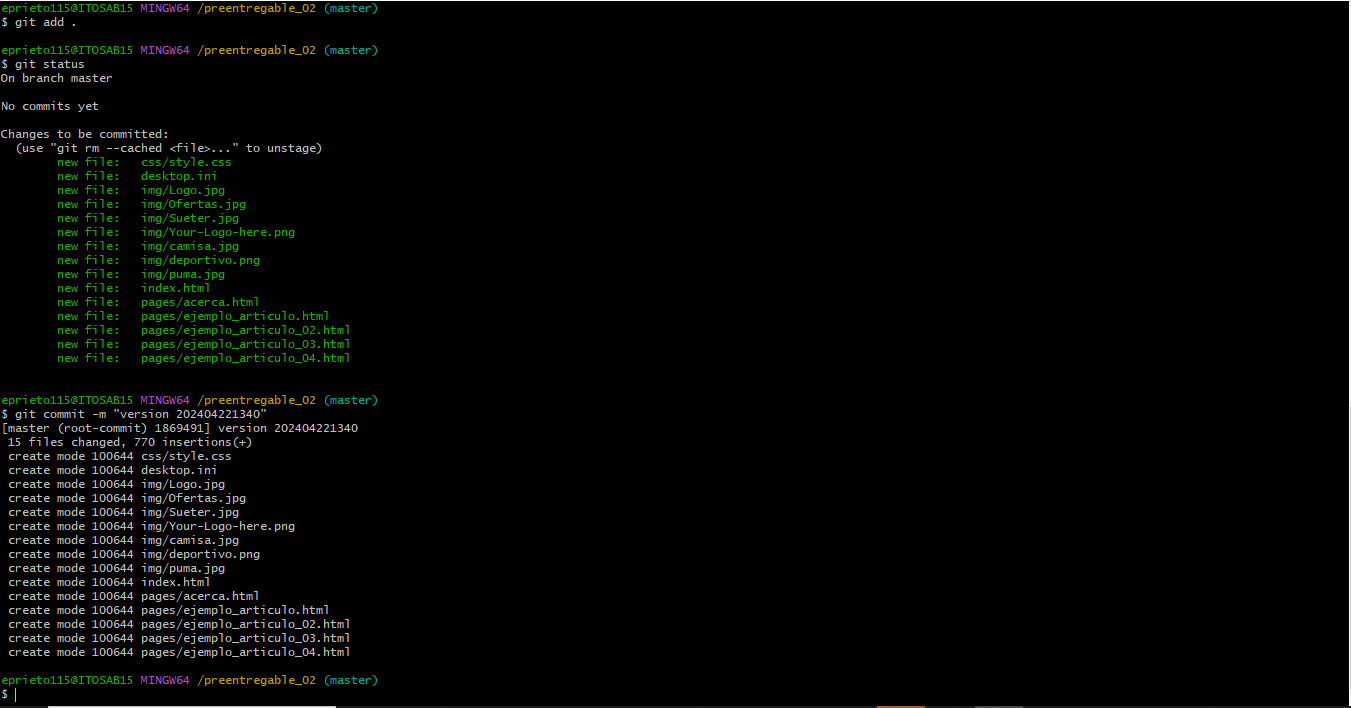 eprieto115@ITOSAB15 MINGW64 /preentregable_02 (master)
$ git add .
eprieto115@ITOSAB15 MINGW64 /preentregable_02 (master)
$ git status
On branch master
No commits yet
Changes to be committed:
  (use "git rm --cached <file>..." to unstage)
        new file:   css/style.css
        new file:   desktop.ini
        new file:   img/Logo.jpg
        new file:   img/Ofertas.jpg
        new file:   img/Sueter.jpg
        new file:   img/Your-Logo-here.png
        new file:   img/camisa.jpg
        new file:   img/deportivo.png
        new file:   img/puma.jpg
        new file:   index.html
        new file:   pages/acerca.html
        new file:   pages/ejemplo_articulo.html
        new file:   pages/ejemplo_articulo_02.html
        new file:   pages/ejemplo_articulo_03.html
        new file:   pages/ejemplo_articulo_04.html
eprieto115@ITOSAB15 MINGW64 /preentregable_02 (master)
$ git commit -m "version 202404221340"
[master (root-commit) 1869491] version 202404221340
 15 files changed, 770 insertions(+)
 create mode 100644 css/style.css
 create mode 100644 desktop.ini
 create mode 100644 img/Logo.jpg
 create mode 100644 img/Ofertas.jpg
 create mode 100644 img/Sueter.jpg
 create mode 100644 img/Your-Logo-here.png
 create mode 100644 img/camisa.jpg
 create mode 100644 img/deportivo.png
 create mode 100644 img/puma.jpg
 create mode 100644 index.html
 create mode 100644 pages/acerca.html
 create mode 100644 pages/ejemplo_articulo.html
 create mode 100644 pages/ejemplo_articulo_02.html
 create mode 100644 pages/ejemplo_articulo_03.html
 create mode 100644 pages/ejemplo_articulo_04.html
eprieto115@ITOSAB15 MINGW64 /preentregable_02 (master)
$